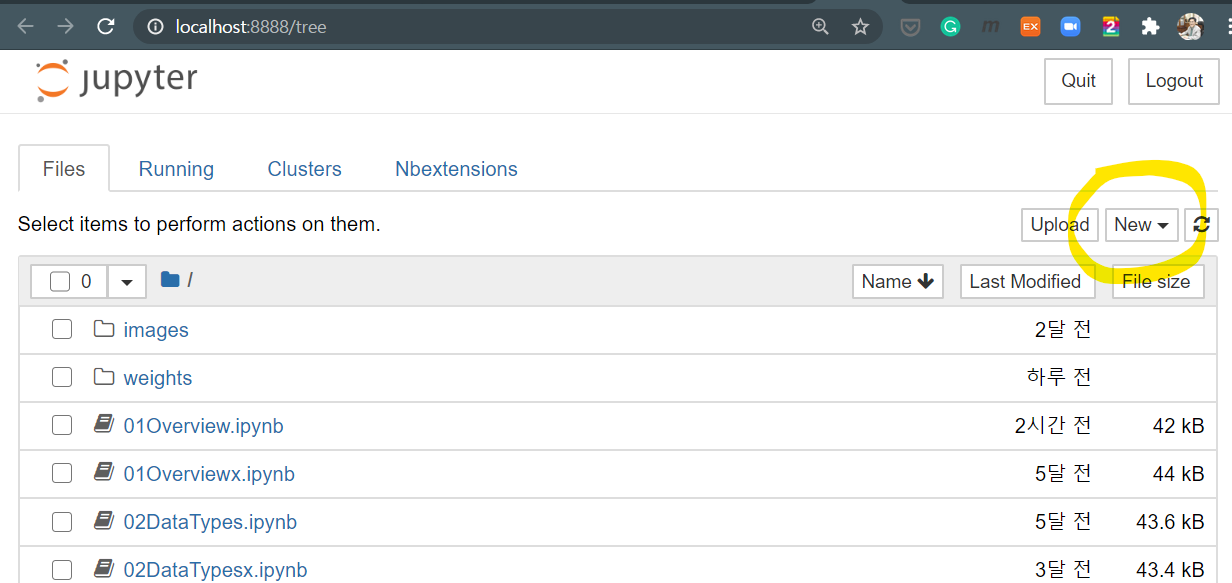 localhost:8888/tree
m EX 2
jupyter Quit Logout
Files Running Clusters Nbextensions
Select items to perform actions on them. Upload New
0 / Name Last Modified File size
images 2달 전
weights 하루 전
01Overview.ipynb 2시간 전 42 kB
01Overviewx.ipynb 5달 전 44 kB
02DataTypes.ipynb 5달 전 43.6 kB
02DataTypesx.ipynb 3달 전 43.4 kB